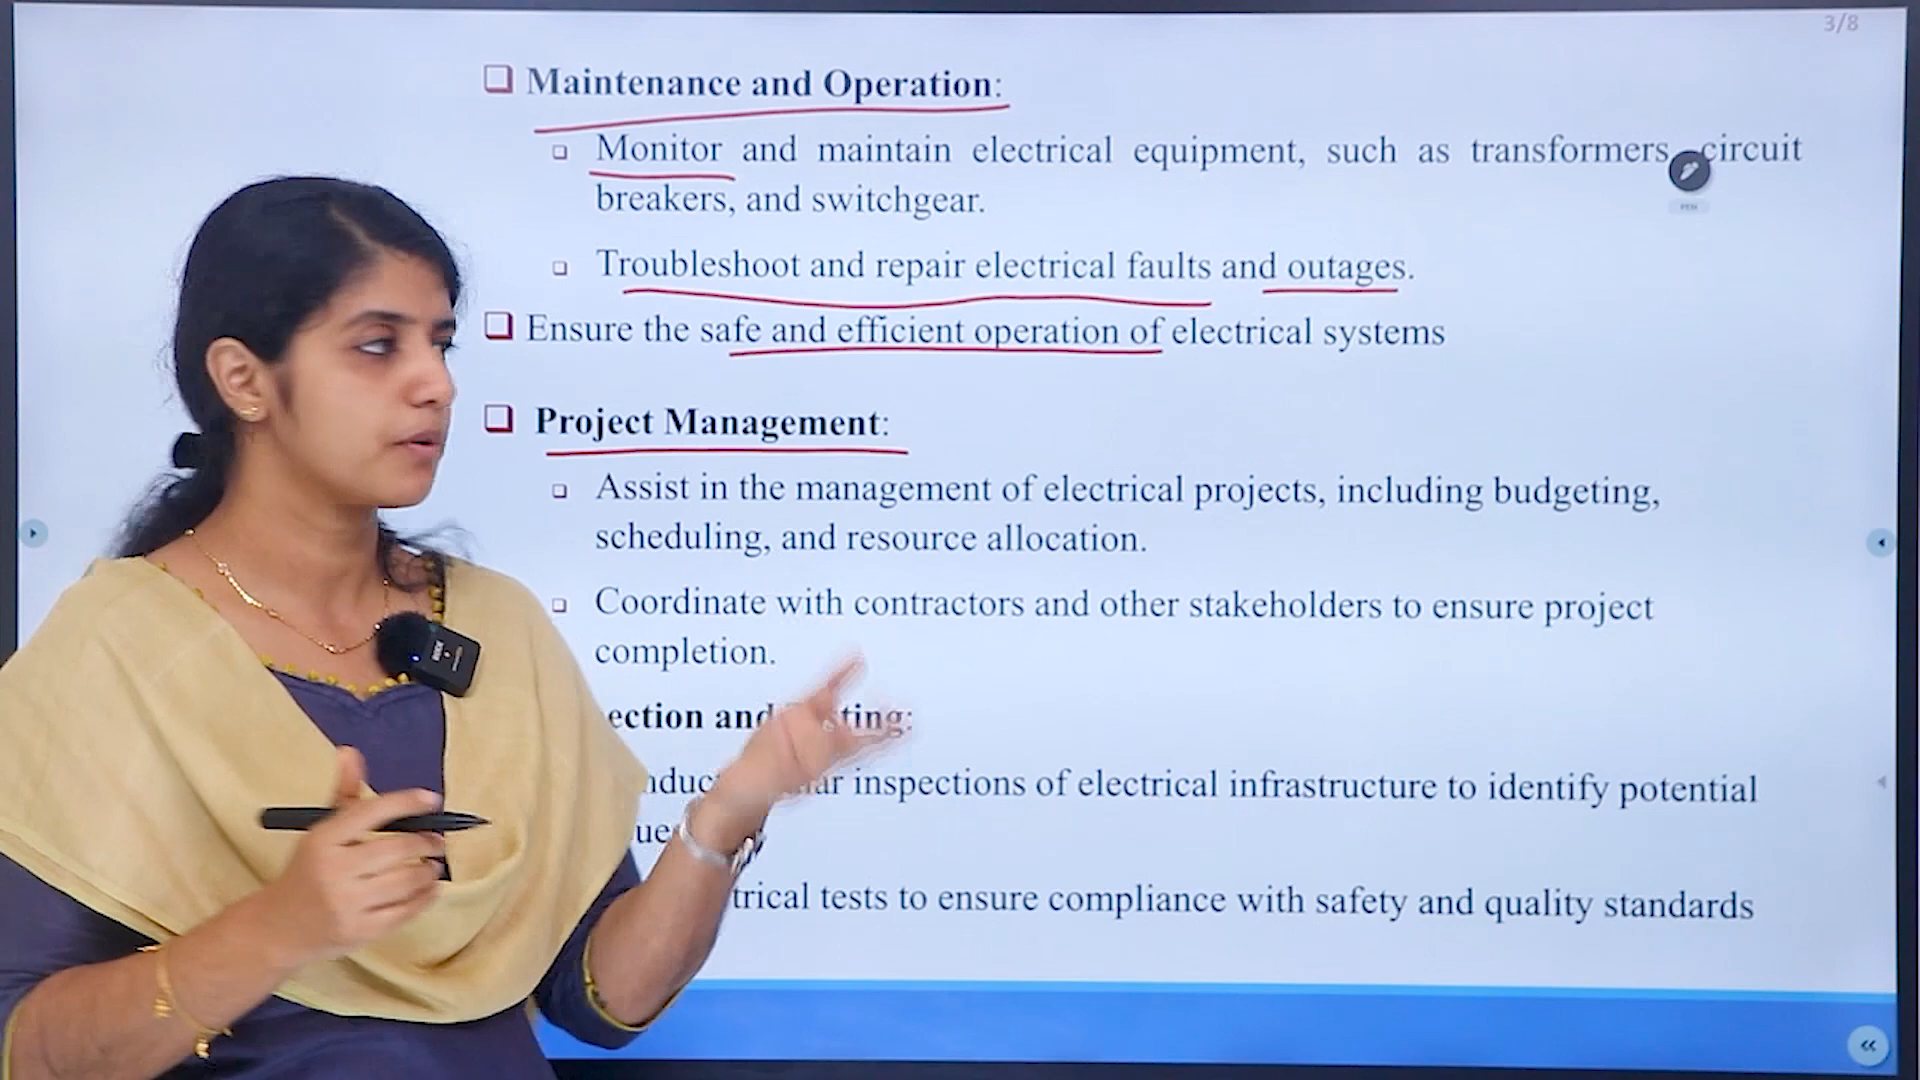 3/8
Maintenance and Operation:
Monitor and maintain electrical equipment, such as transformers, circuit
breakers, and switchgear.
Troubleshoot and repair electrical faults and outages.
Ensure the safe and efficient operation of electrical systems
Project Management:
Assist in the management of electrical projects, including budgeting,
scheduling, and resource allocation.
Coordinate with contractors and other stakeholders to ensure project
completion.
and
inspections of electrical infrastructure to identify potential
tests to ensure compliance with safety and quality standards